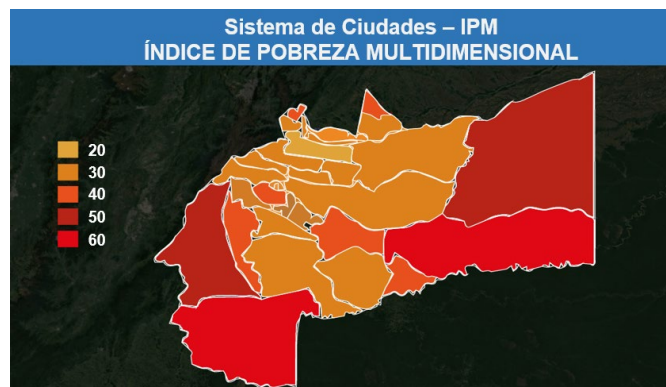 Sistema de Ciudades – IPM
ÍNDICE DE POBREZA MULTIDIMENSIONAL
20
30
40
50
60